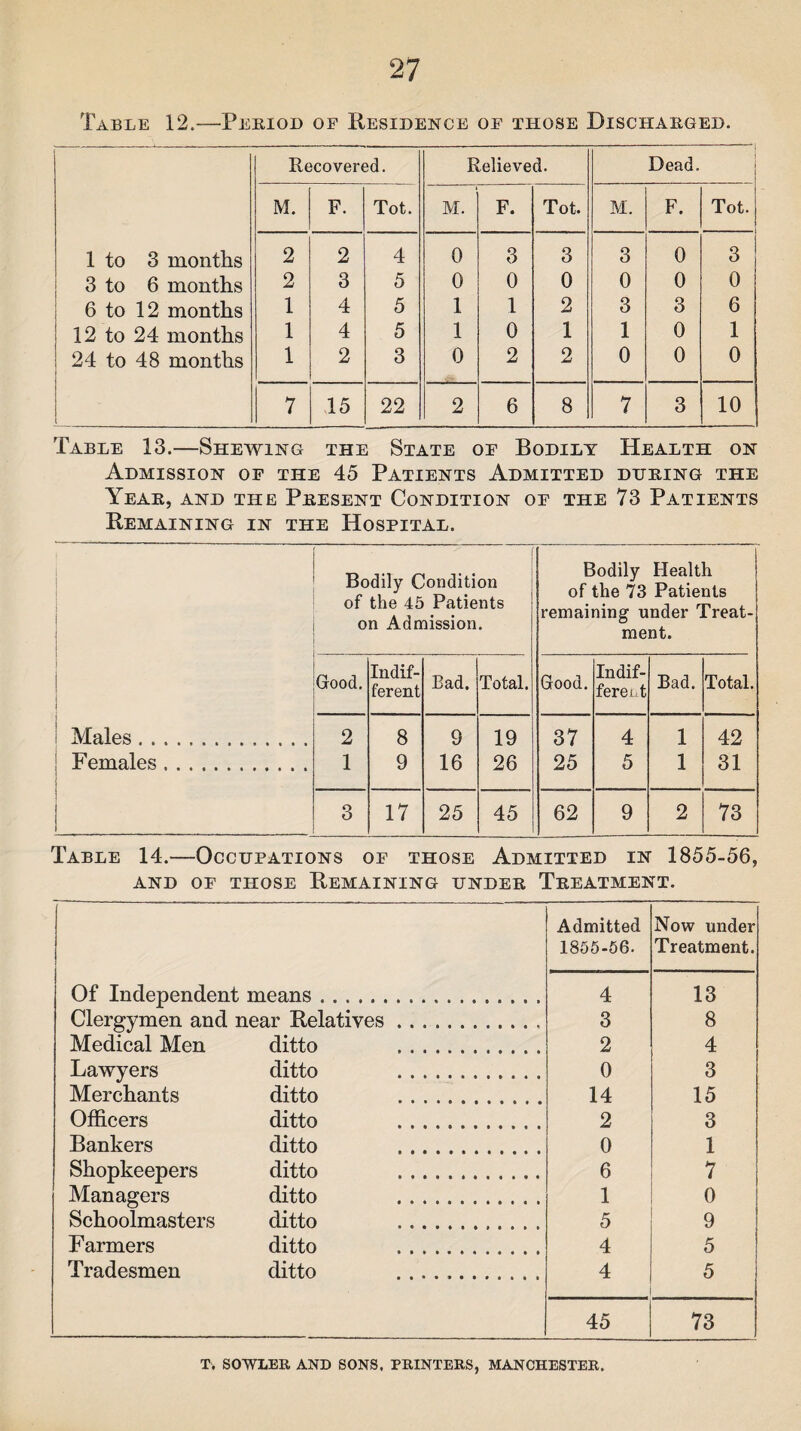 27
TABLE 12.—PERIOD OF RESIDENCE OF THOSE DISCHARGED.
Recovered. Relieved. Dead.
M. F. Tot. M. F. Tot. M. F. Tot.
1 to 3 months 2 2 4 0 3 3 3 0 3
3 to 6 months 2 3 5 0 0 0 0 0 0
6 to 12 months 1 4 5 1 1 2 3 3 6
12 to 24 months 1 4 5 1 0 1 1 0 1
24 to 48 months 1 2 3 0 2 2 0 0 0
7 15 22 2 6 8 7 3 10
TABLE 13.—SHEWING THE STATE OF BODILY HEALTH ON
ADMISSION OF THE 45 PATIENTS ADMITTED DURING THE
YEAR, AND THE PRESENT CONDITION OF THE 73 PATIENTS
REMAINING IN THE HOSPITAL.
Bodily Condition of the 45 Patients on Admission. Bodily Health of the 73 Patients remaining under Treat-ment.
Good. Indif-ferent Bad. Total. Good. Indif-ferent Bad. Total.
Males . . . . . . . . . . . . . 2 8 9 19 37 4 1 42
Females . . . . . . . . . . . . 1 9 16 26 25 5 1 31
3 17 25 45 62 9 2 73
TABLE 14.—OCCUPATIONS OF THOSE ADMITTED IN 1855-56,
AND OF THOSE REMAINING UNDER TREATMENT.
Admitted 1855-56. Now under Treatment.
Of Independent means . . . . . . . . . . . . . . . . . . 4 13
Clergymen and near Relatives . . . . . . . . . . . . 3 8
Medical Men ditto . . . . . . . . . . . . 2 4
Lawyers ditto . . . . . . . . . . . . 0 3
Merchants ditto . . . . . . . . . . . . 14 15
Officers ditto . . . . . . . . . . . . 2 3
Bankers ditto . . . . . . . . . . . . 0 1
Shopkeepers ditto . . . . . . . . . . . . 6 7
Managers ditto . . . . . . . . . . . . 1 0
Schoolmasters ditto . . . . . . . . . . . . 5 9
Farmers ditto . . . . . . . . . . . . 4 5
Tradesmen ditto . . . . . . . . . . . . 4 5
45 73
T. SOWLER AND SONS, PRINTERS, MANCHESTER.